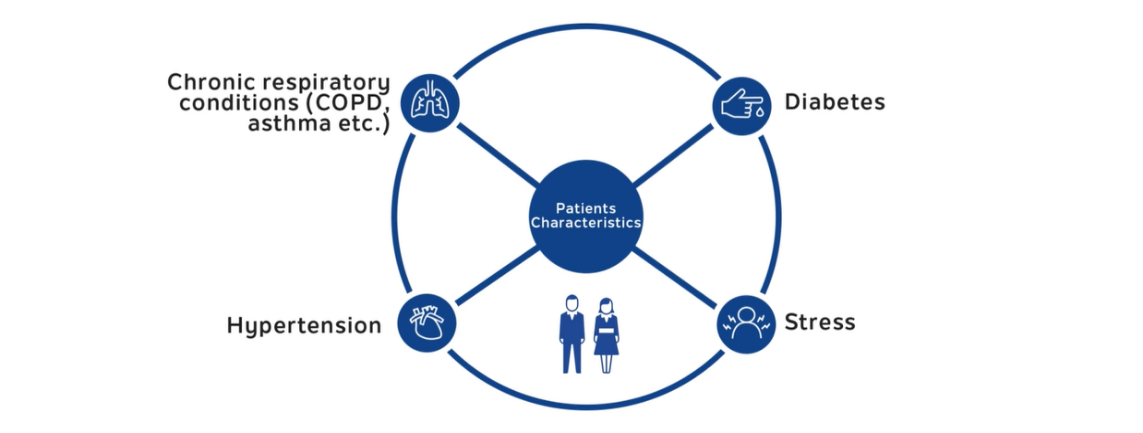 Chronic respiratory
conditions (COPD,
asthma etc.)
Diabetes
Patients
Characteristics
Hypertension
Stress